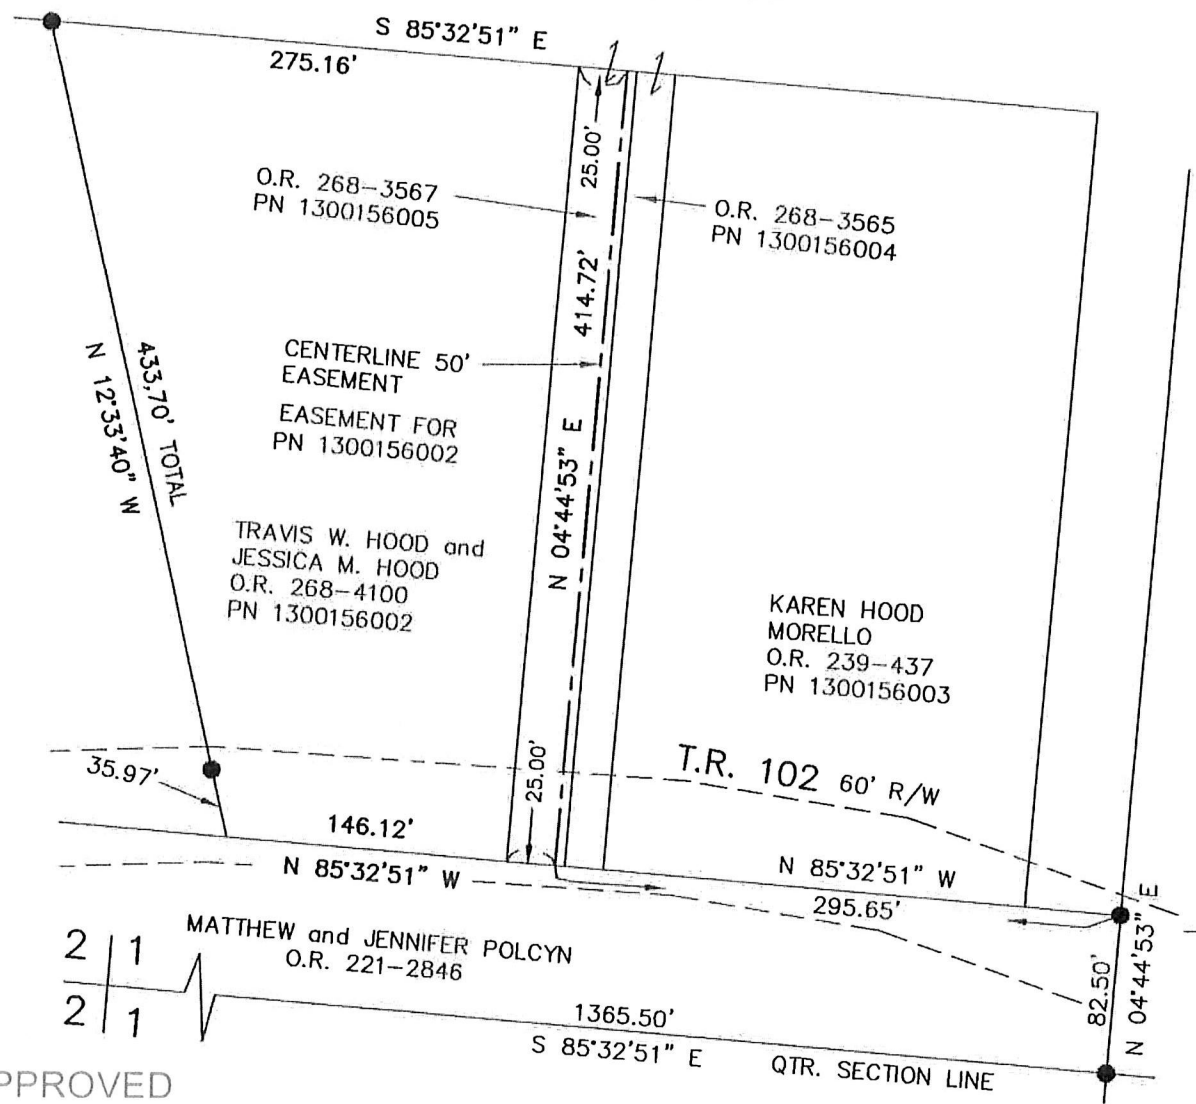 S 85°32'51" E
275.16'
25.00'
O.R. 268-3567
PN 1300156005
O.R. 268-3565
PN 1300156004
414.72'
CENTERLINE 50'
EASEMENT
EASEMENT FOR
PN 1300156002
433.70' TOTAL
N 12°33'40" W
N 04°44'53" E
TRAVIS W. HOOD and
JESSICA M. HOOD
O.R. 268-4100
PN 1300156002
KAREN HOOD
MORELLO
O.R. 239-437
PN 1300156003
35.97'
25.00'
T.R. 102 60' R/W
146.12'
N 85°32'51" W
N 85°32'51" W
295.65'
MATTHEW and JENNIFER POLCYN
O.R. 221-2846
82.50'
N 04°44'53" E
2 1
2 1
1365.50'
S 85°32'51" E
QTR. SECTION LINE
PPROVED